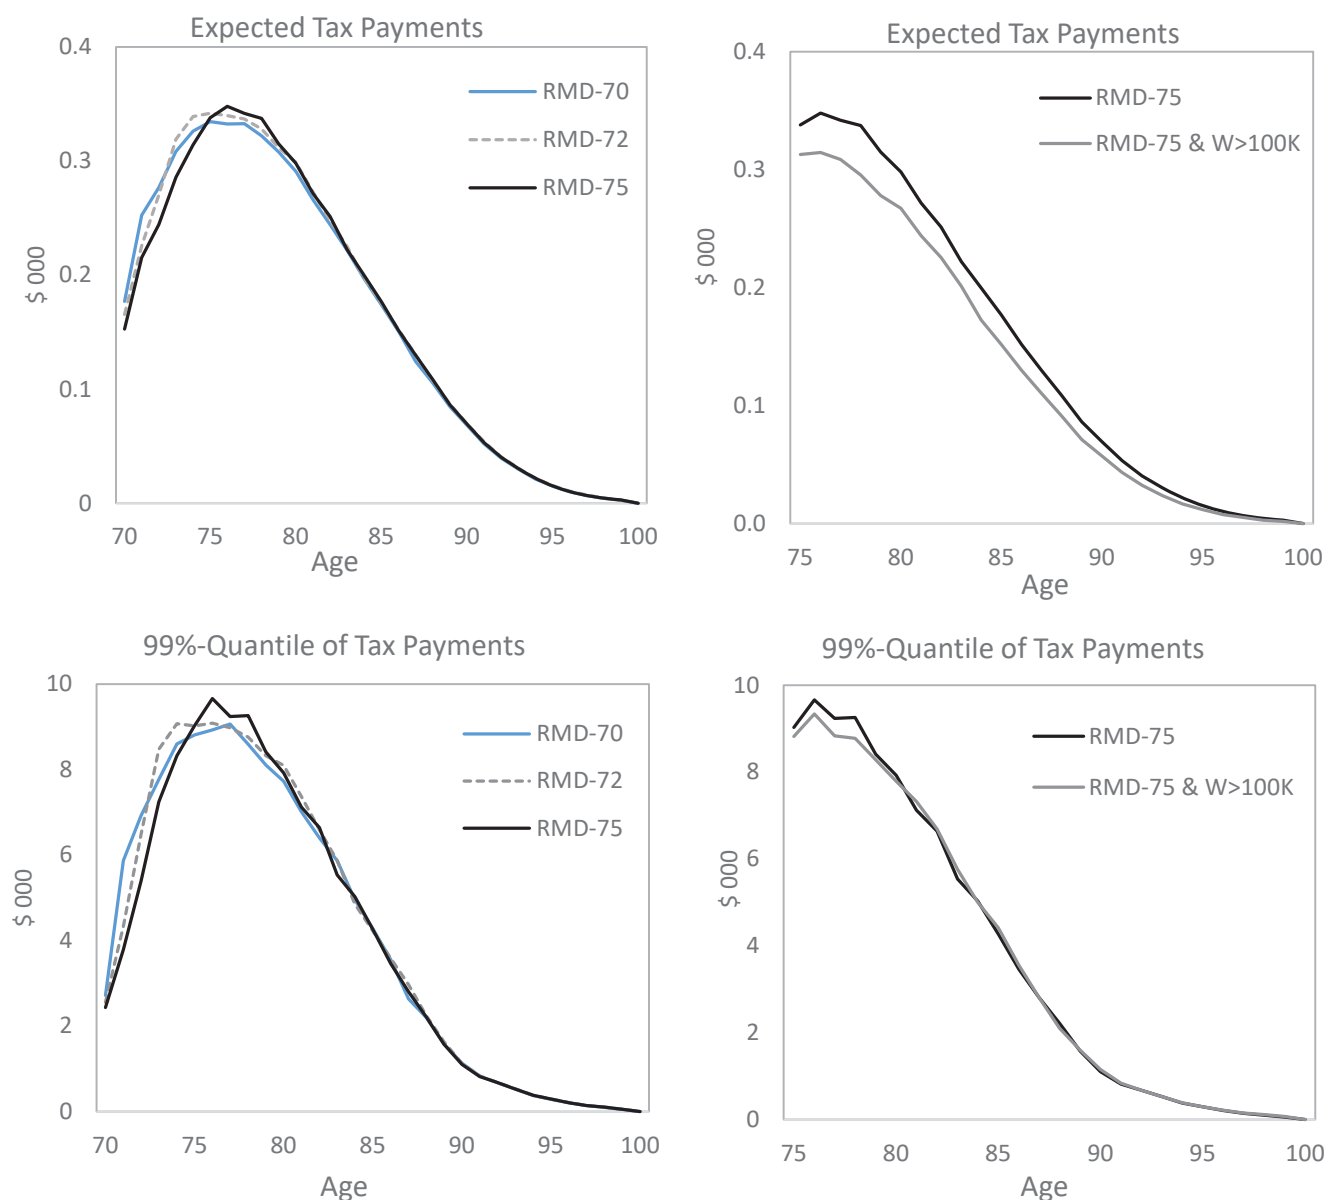 Expected Tax Payments
0.4
0.3
0.2
0.1
0
$ 000
RMD-70
RMD-72
RMD-75
70 75 80 85 90 95 100
Age
Expected Tax Payments
0.4
0.3
0.2
0.1
0.0
$ 000
RMD-75
RMD-75 & W>100K
75 80 85 90 95 100
Age
99%-Quantile of Tax Payments
10
8
6
4
2
0
$ 000
RMD-70
RMD-72
RMD-75
70 75 80 85 90 95 100
Age
99%-Quantile of Tax Payments
10
8
6
4
2
0
$ 000
RMD-75
RMD-75 & W>100K
75 80 85 90 95 100
Age